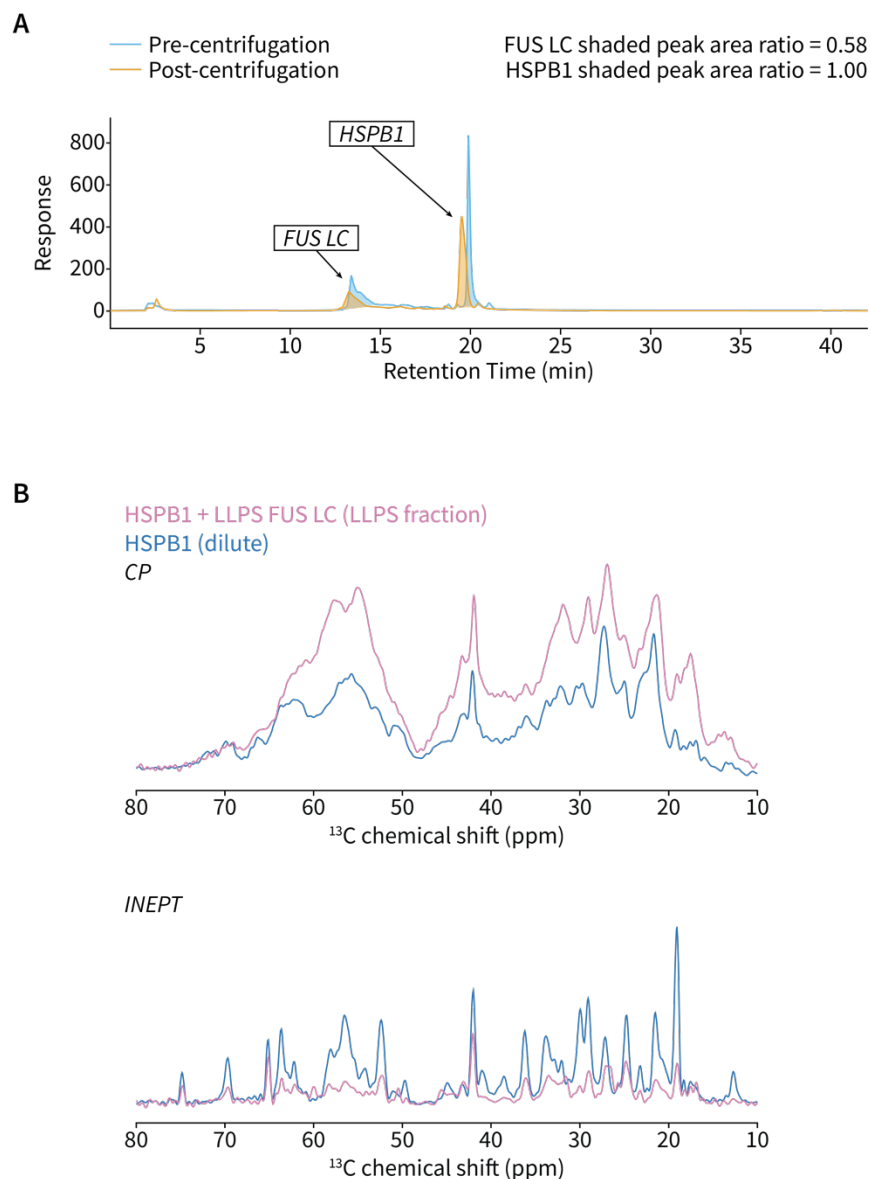 A
Pre-centrifugation
Post-centrifugation
FUS LC shaded peak area ratio = 0.58
HSPB1 shaded peak area ratio = 1.00
HSPB1
FUS LC
Response
800
600
400
200
0
5 10 15 20 25 30 35 40
Retention Time (min)
B
HSPB1 + LLPS FUS LC (LLPS fraction)
HSPB1 (dilute)
CP
80 70 60 50 40 30 20 10
¹³C chemical shift (ppm)
INEPT
80 70 60 50 40 30 20 10
¹³C chemical shift (ppm)